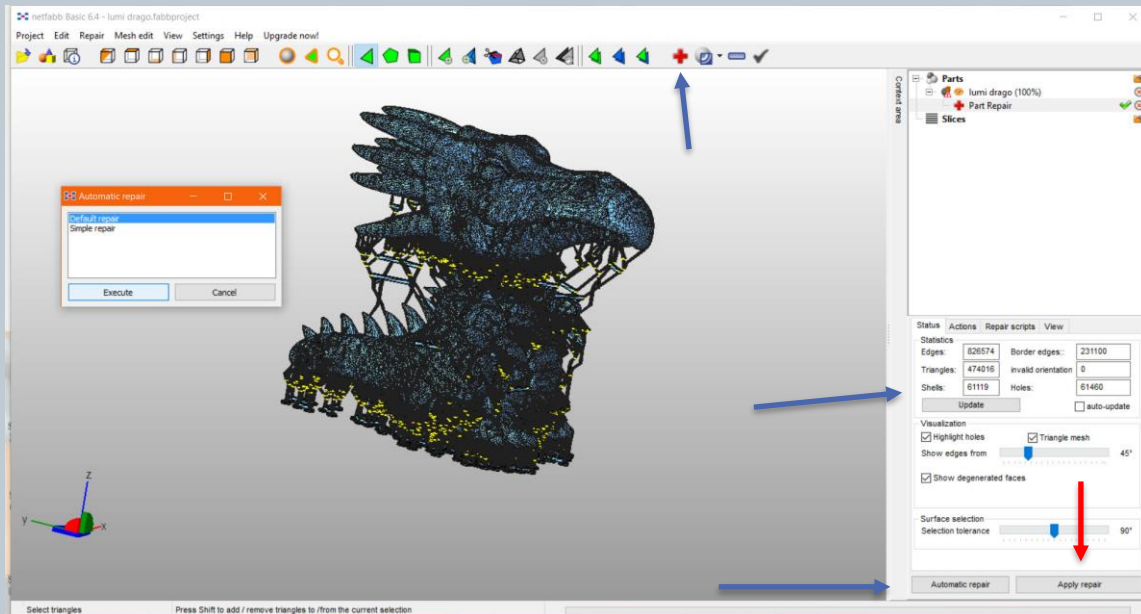 netfabb Basic 6.4 - lumi drago.fabbproject
Project Edit Repair Mesh edit View Settings Help Upgrade now!
Context area
Parts
lumi drago (100%)
Part Repair
Slices
Automatic repair
Default repair
Simple repair
Execute Cancel
Status Actions Repair scripts View
Statistics
Edges: 826574 Border edges:: 231100
Triangles: 474016 invalid orientation 0
Shells: 61119 Holes: 61460
Update auto-update
Visualization
Highlight holes Triangle mesh
Show edges from 45°
Show degenerated faces
Surface selection
Selection tolerance 90°
Automatic repair Apply repair
z
y
x
Select triangles Press Shift to add / remove triangles to /from the current selection